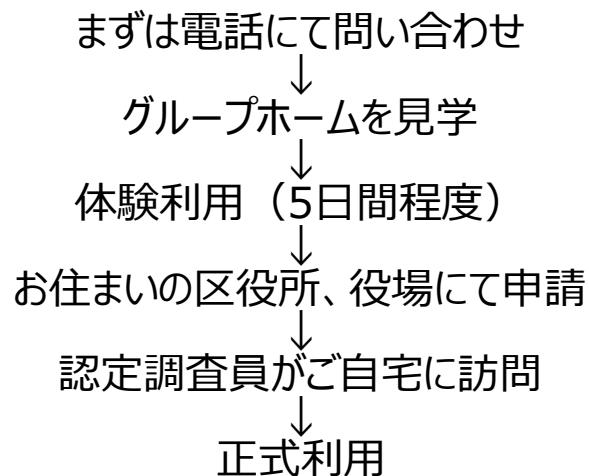 まずは電話にて問い合わせ
↓
グループホームを見学
↓
体験利用（5日間程度）
↓
お住まいの区役所、役場にて申請
↓
認定調査員がご自宅に訪問
↓
正式利用